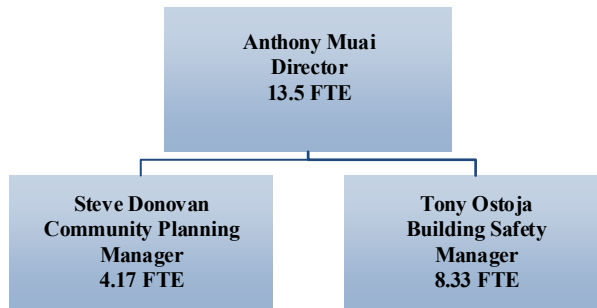 Anthony Muai
Director
13.5 FTE
Steve Donovan
Community Planning
Manager
4.17 FTE
Tony Ostoja
Building Safety
Manager
8.33 FTE